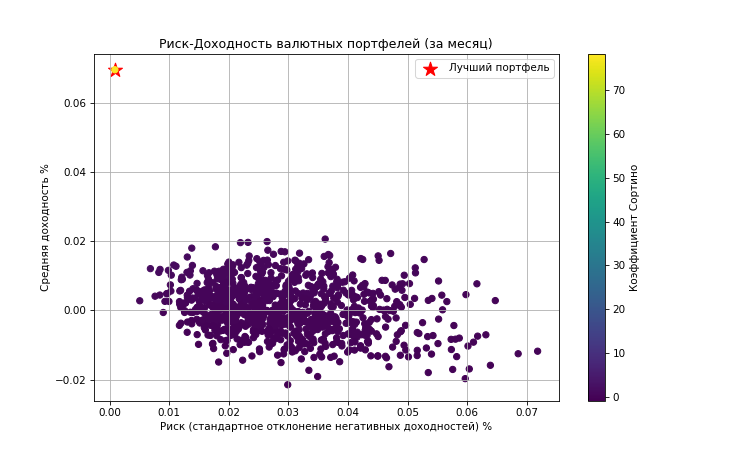 Риск-Доходность валютных портфелей (за месяц)
Лучший портфель
Средняя доходность %
0.06
0.04
0.02
0.00
−0.02
0.00 0.01 0.02 0.03 0.04 0.05 0.06 0.07
Риск (стандартное отклонение негативных доходностей) %
70
60
50
40
30
20
10
0
Коэффициент Сортино